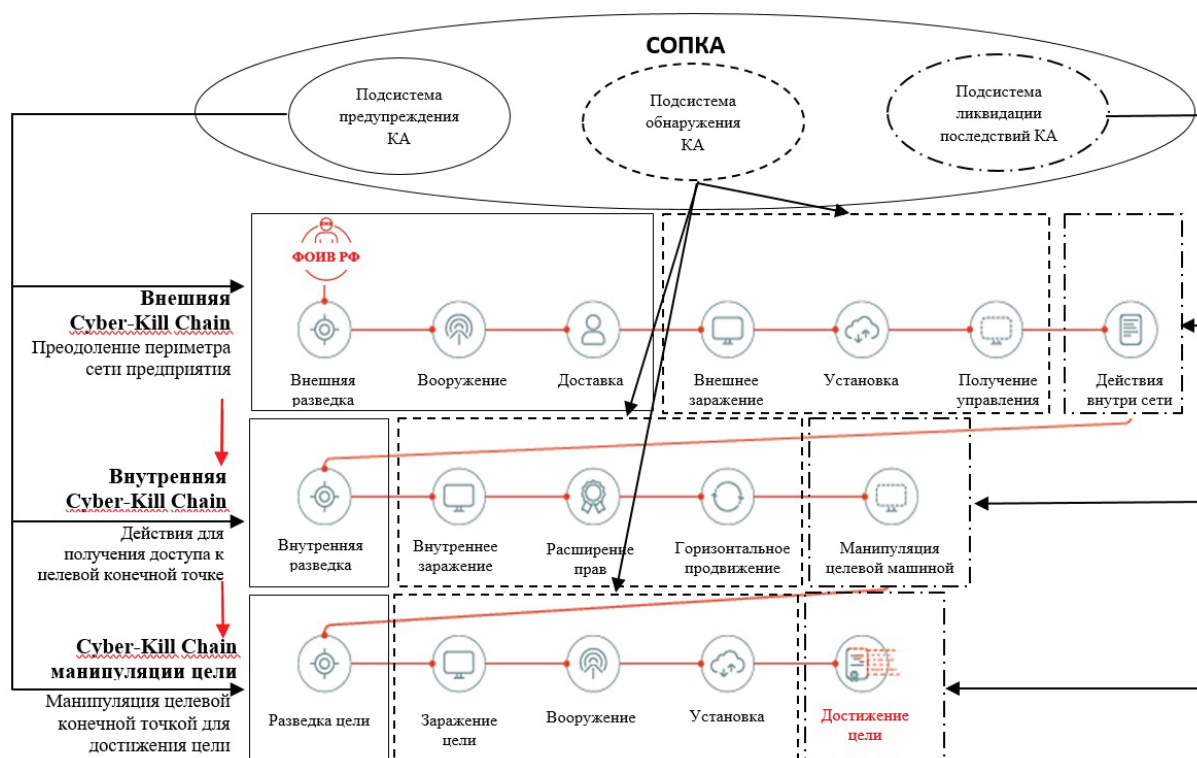 СОПКА
Подсистема
предупреждения
КА
Подсистема
обнаружения
КА
Подсистема
ликвидации
последствий КА
ФОИВ РФ
Внешняя
Cyber-Kill Chain
Преодоление периметра
сети предприятия
Внешняя
разведка
Вооружение
Доставка
Внешнее
заражение
Установка
Получение
управления
Действия
внутри сети
Внутренняя
Cyber-Kill Chain
Действия для
получения доступа к
целевой конечной точке
Внутренняя
разведка
Внутреннее
заражение
Расширение
прав
Горизонтальное
продвижение
Манипуляция
целевой машиной
Cyber-Kill Chain
манипуляции цели
Манипуляция целевой
конечной точкой для
достижения цели
Разведка цели
Заражение
цели
Вооружение
Установка
Достижение
цели